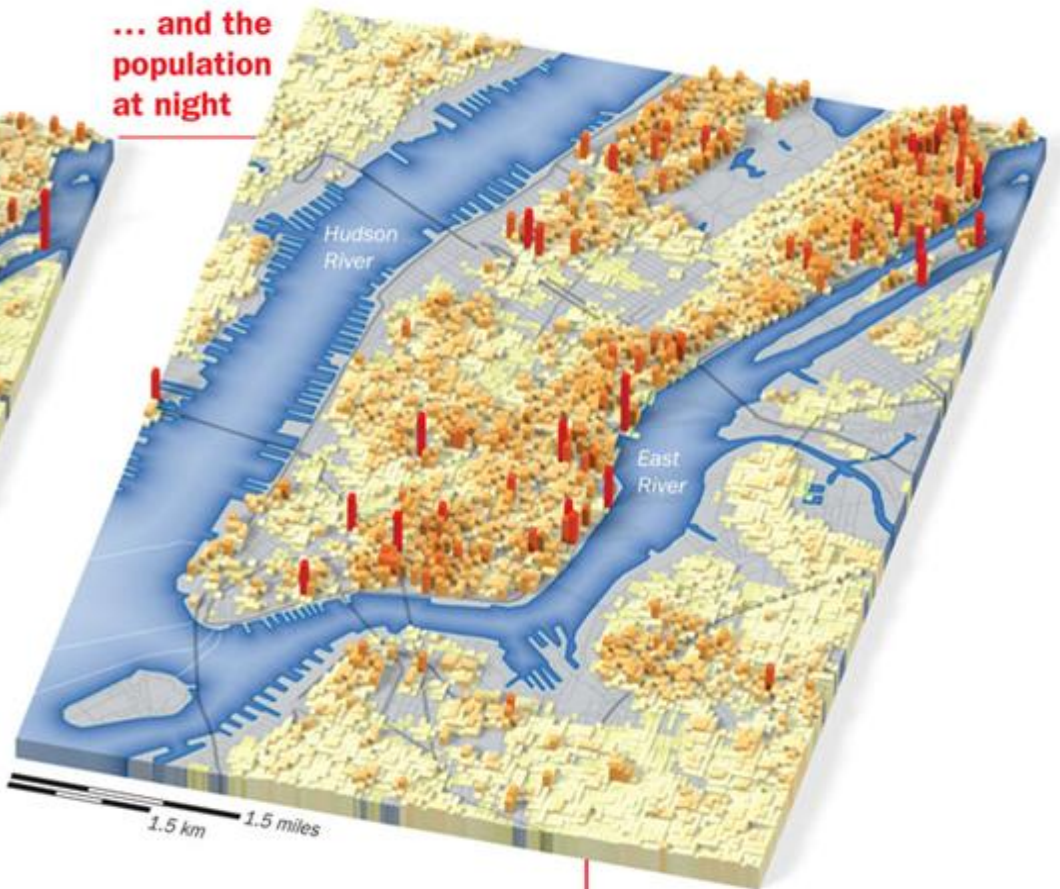 ... and the
population
at night
Hudson
River
East
River
1.5 km
1.5 miles